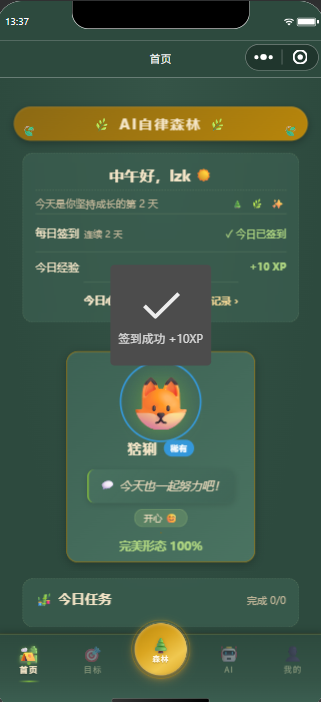 13:37
首页
AI自律森林
中午好，lzk
今天是你坚持成长的第 2 天
每日签到 连续 2 天 ✓今日已签到
今日经验 +10 XP
今日 记录 ›
签到成功 +10XP
猞猁 稀有
今天也一起努力吧！
开心
完美形态 100%
今日任务 完成 0/0
首页 目标 森林 AI 我的